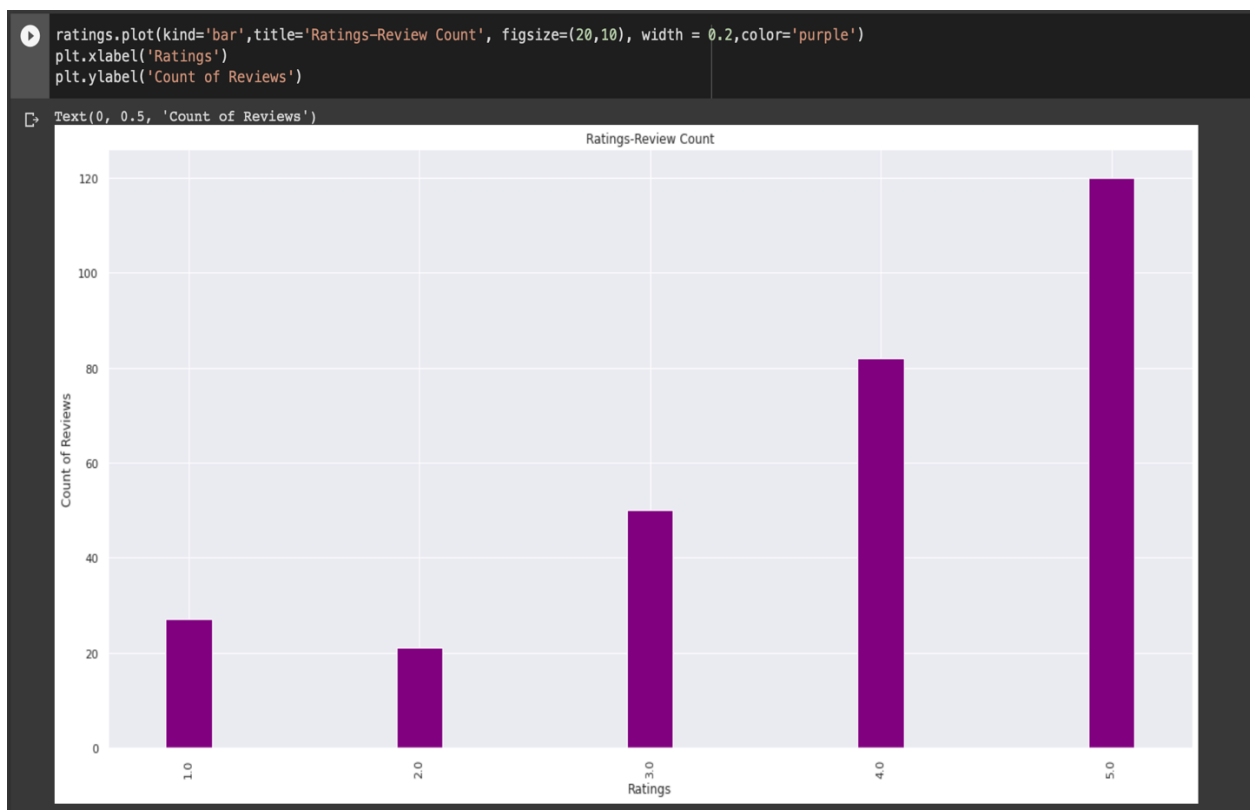 ratings.plot(kind='bar',title='Ratings-Review Count', figsize=(20,10), width = 0.2,color='purple')
plt.xlabel('Ratings')
plt.ylabel('Count of Reviews')
Text(0, 0.5, 'Count of Reviews')
Ratings-Review Count
120
100
80
60
40
20
0
Count of Reviews
1.0
2.0
3.0
4.0
5.0
Ratings